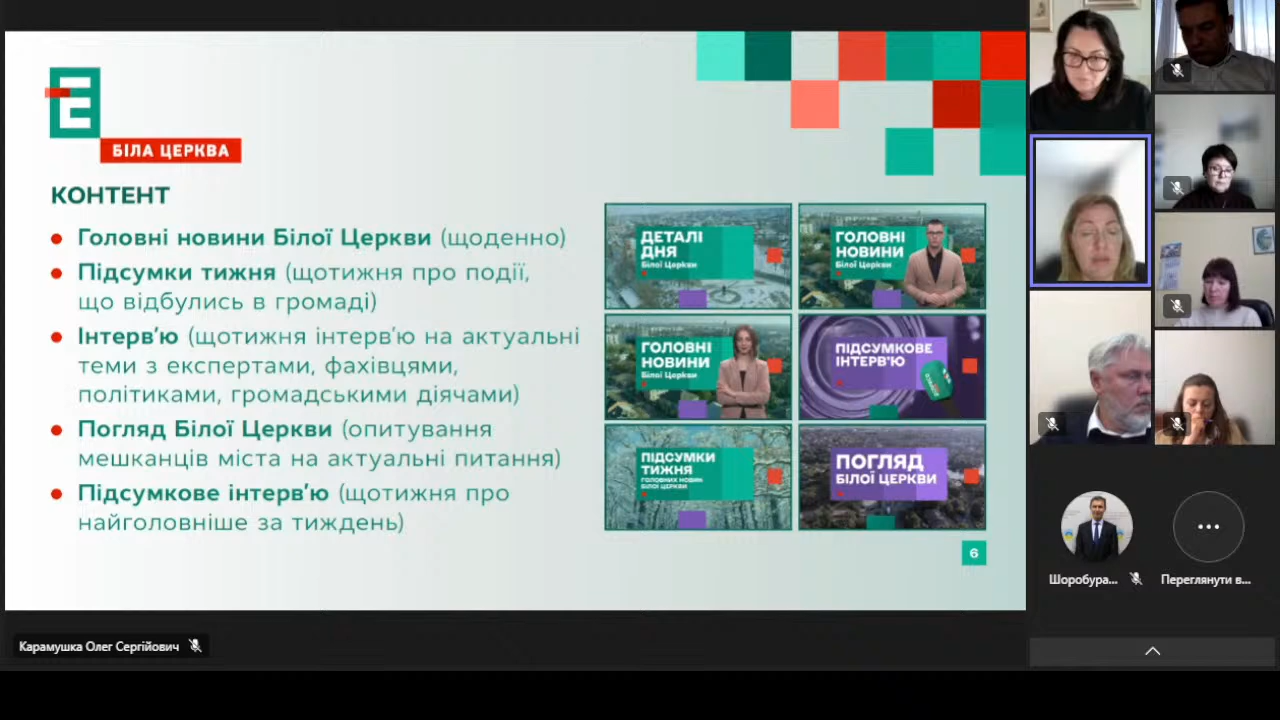 БІЛА ЦЕРКВА
КОНТЕНТ
Головні новини Білої Церкви (щоденно)
Підсумки тижня (щотижня про події,
що відбулись в громаді)
Інтерв’ю (щотижня інтерв’ю на актуальні
теми з експертами, фахівцями,
політиками, громадськими діячами)
Погляд Білої Церкви (опитування
мешканців міста на актуальні питання)
Підсумкове інтерв’ю (щотижня про
найголовніше за тиждень)
ДЕТАЛІ
ДНЯ
Білої Церкви
ГОЛОВНІ
НОВИНИ
Білої Церкви
ГОЛОВНІ
НОВИНИ
Білої Церкви
ПІДСУМКОВЕ
ІНТЕРВ'Ю
ПІДСУМКИ
ТИЖНЯ
ГОЛОВНИХ НОВИН
БІЛОЇ ЦЕРКВИ
ПОГЛЯД
БІЛОЇ ЦЕРКВИ
6
Карамушка Олег Сергійович
Шоробура...
Переглянути в...